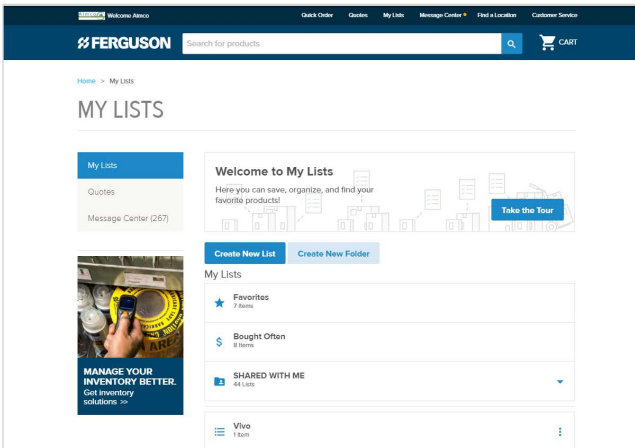 Welcome Aimco
Quick Order Quotes My Lists Message Center Find a Location Customer Service
FERGUSON
Search for products
CART
Home > My Lists
MY LISTS
My Lists
Quotes
Message Center (267)
Welcome to My Lists
Here you can save, organize, and find your
favorite products!
Take the Tour
Create New List Create New Folder
My Lists
Favorites
7 Items
Bought Often
8 Items
SHARED WITH ME
44 Lists
Vivo
1 Item
MANAGE YOUR
INVENTORY BETTER.
Get inventory
solutions >>